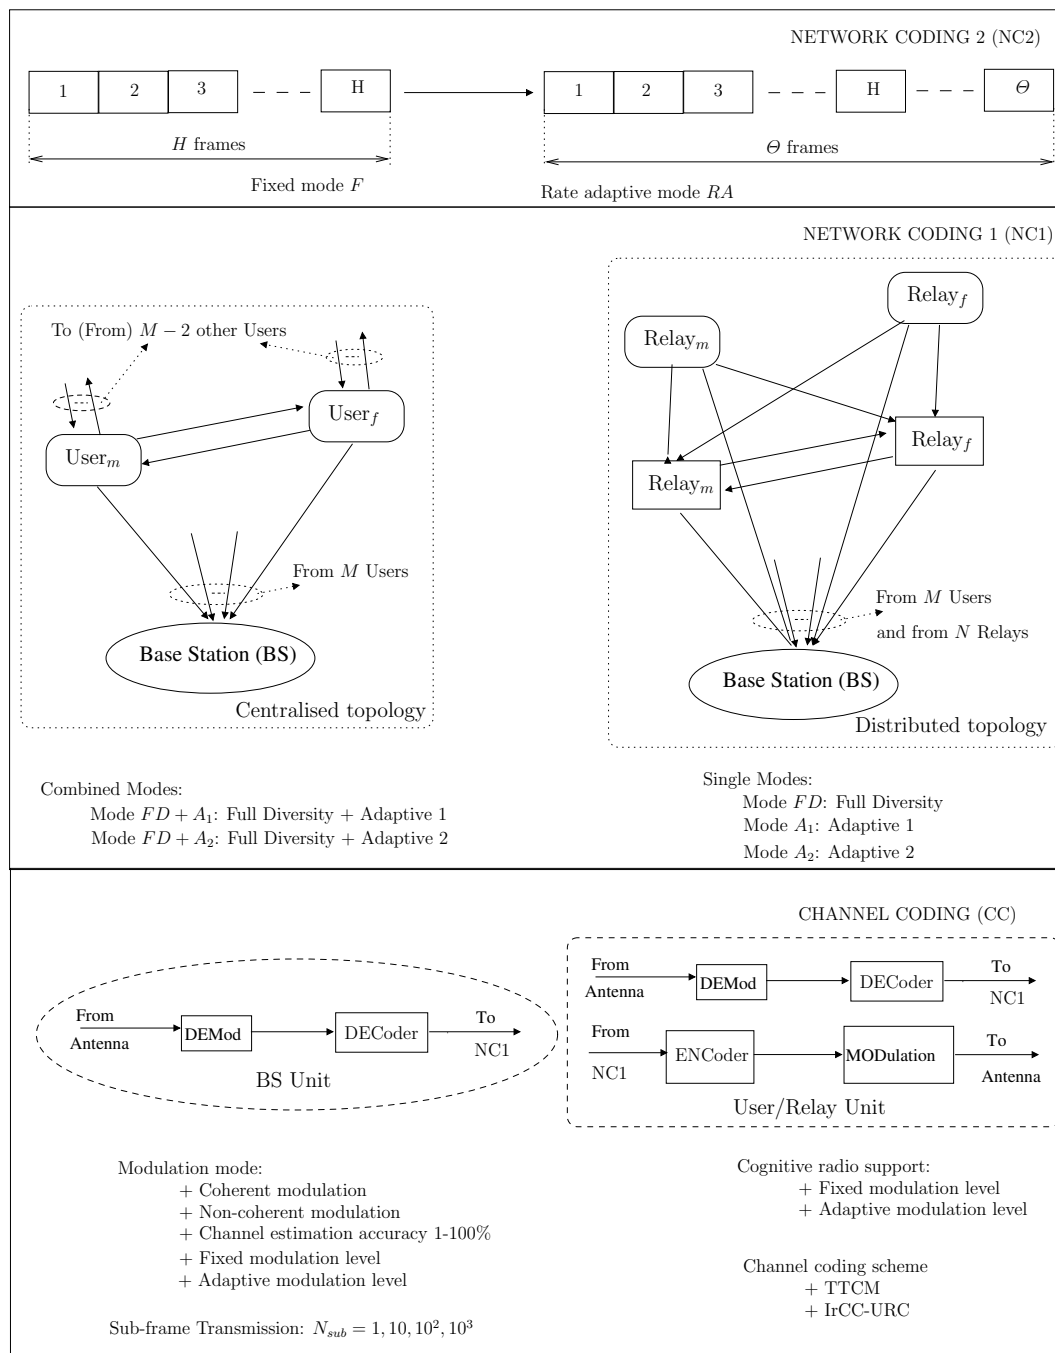 NETWORK CODING 2 (NC2)
1 2 3 – – – H 1 2 3 – – – H – – – Θ
H frames
Θ frames
Fixed mode F
Rate adaptive mode RA
NETWORK CODING 1 (NC1)
To (From) M − 2 other Users
User_f
User_m
From M Users
Base Station (BS)
Centralised topology
Relay_f
Relay_m
Relay_f
Relay_m
From M Users
and from N Relays
Base Station (BS)
Distributed topology
Combined Modes:
Mode FD + A₁: Full Diversity + Adaptive 1
Mode FD + A₂: Full Diversity + Adaptive 2
Single Modes:
Mode FD: Full Diversity
Mode A₁: Adaptive 1
Mode A₂: Adaptive 2
CHANNEL CODING (CC)
From
Antenna
DEMod
DECoder
To
NC1
BS Unit
From
Antenna
DEMod
DECoder
To
NC1
From
NC1
ENCoder
MODulation
To
Antenna
User/Relay Unit
Modulation mode:
+ Coherent modulation
+ Non-coherent modulation
+ Channel estimation accuracy 1-100%
+ Fixed modulation level
+ Adaptive modulation level
Sub-frame Transmission: N_sub = 1, 10, 10², 10³
Cognitive radio support:
+ Fixed modulation level
+ Adaptive modulation level
Channel coding scheme
+ TTCM
+ IrCC-URC